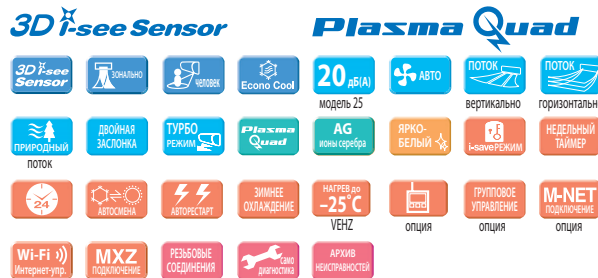 3D i-see Sensor
Plasma Quad
3D i-see
Sensor
ЗОНАЛЬНО
человек
Econo Cool
20 дБ(А)
модель 25
АВТО
ПОТОК
вертикально
ПОТОК
горизонтальн
ПРИРОДНЫЙ
поток
ДВОЙНАЯ
ЗАСЛОНКА
ТУРБО
РЕЖИМ
Plasma
Quad
AG
ионы серебра
ЯРКО-
БЕЛЫЙ
i-save РЕЖИМ
НЕДЕЛЬНЫЙ
ТАЙМЕР
24
АВТОСМЕНА
АВТОРЕСТАРТ
ЗИМНЕЕ
ОХЛАЖДЕНИЕ
НАГРЕВ до
–25°C
VEHZ
опция
ГРУППОВОЕ
УПРАВЛЕНИЕ
опция
M-NET
ПОДКЛЮЧЕНИЕ
опция
Wi-Fi
Интернет-упр.
MXZ
ПОДКЛЮЧЕНИЕ
РЕЗЬБОВЫЕ
СОЕДИНЕНИЯ
Само
диагностика
АРХИВ
НЕИСПРАВНОСТЕЙ